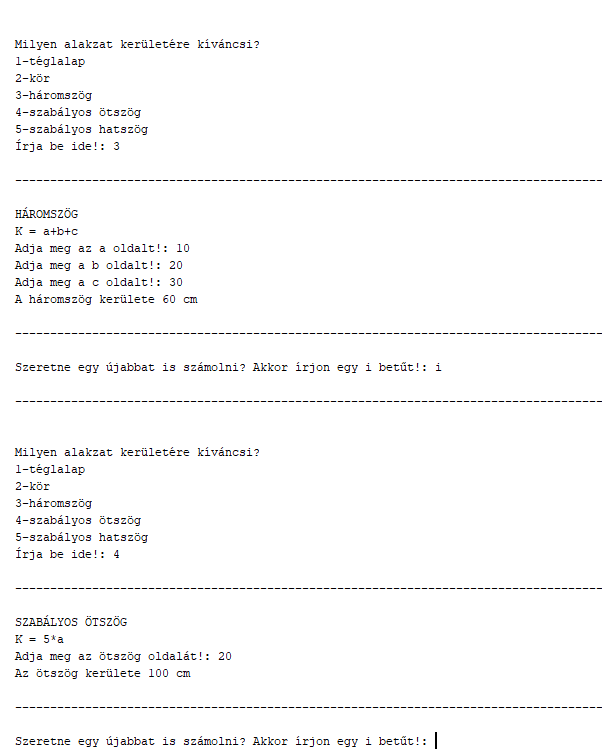 Milyen alakzat kerületére kíváncsi?
1-téglalap
2-kör
3-háromszög
4-szabályos ötszög
5-szabályos hatszög
Írja be ide!: 3
------------------------------------------------------------------------------------
HÁROMSZÖG
K = a+b+c
Adja meg az a oldalt!: 10
Adja meg a b oldalt!: 20
Adja meg a c oldalt!: 30
A háromszög kerülete 60 cm
------------------------------------------------------------------------------------
Szeretne egy újabbat is számolni? Akkor írjon egy i betűt!: i
------------------------------------------------------------------------------------
Milyen alakzat kerületére kíváncsi?
1-téglalap
2-kör
3-háromszög
4-szabályos ötszög
5-szabályos hatszög
Írja be ide!: 4
------------------------------------------------------------------------------------
SZABÁLYOS ÖTSZÖG
K = 5*a
Adja meg az ötszög oldalát!: 20
Az ötszög kerülete 100 cm
------------------------------------------------------------------------------------
Szeretne egy újabbat is számolni? Akkor írjon egy i betűt!: